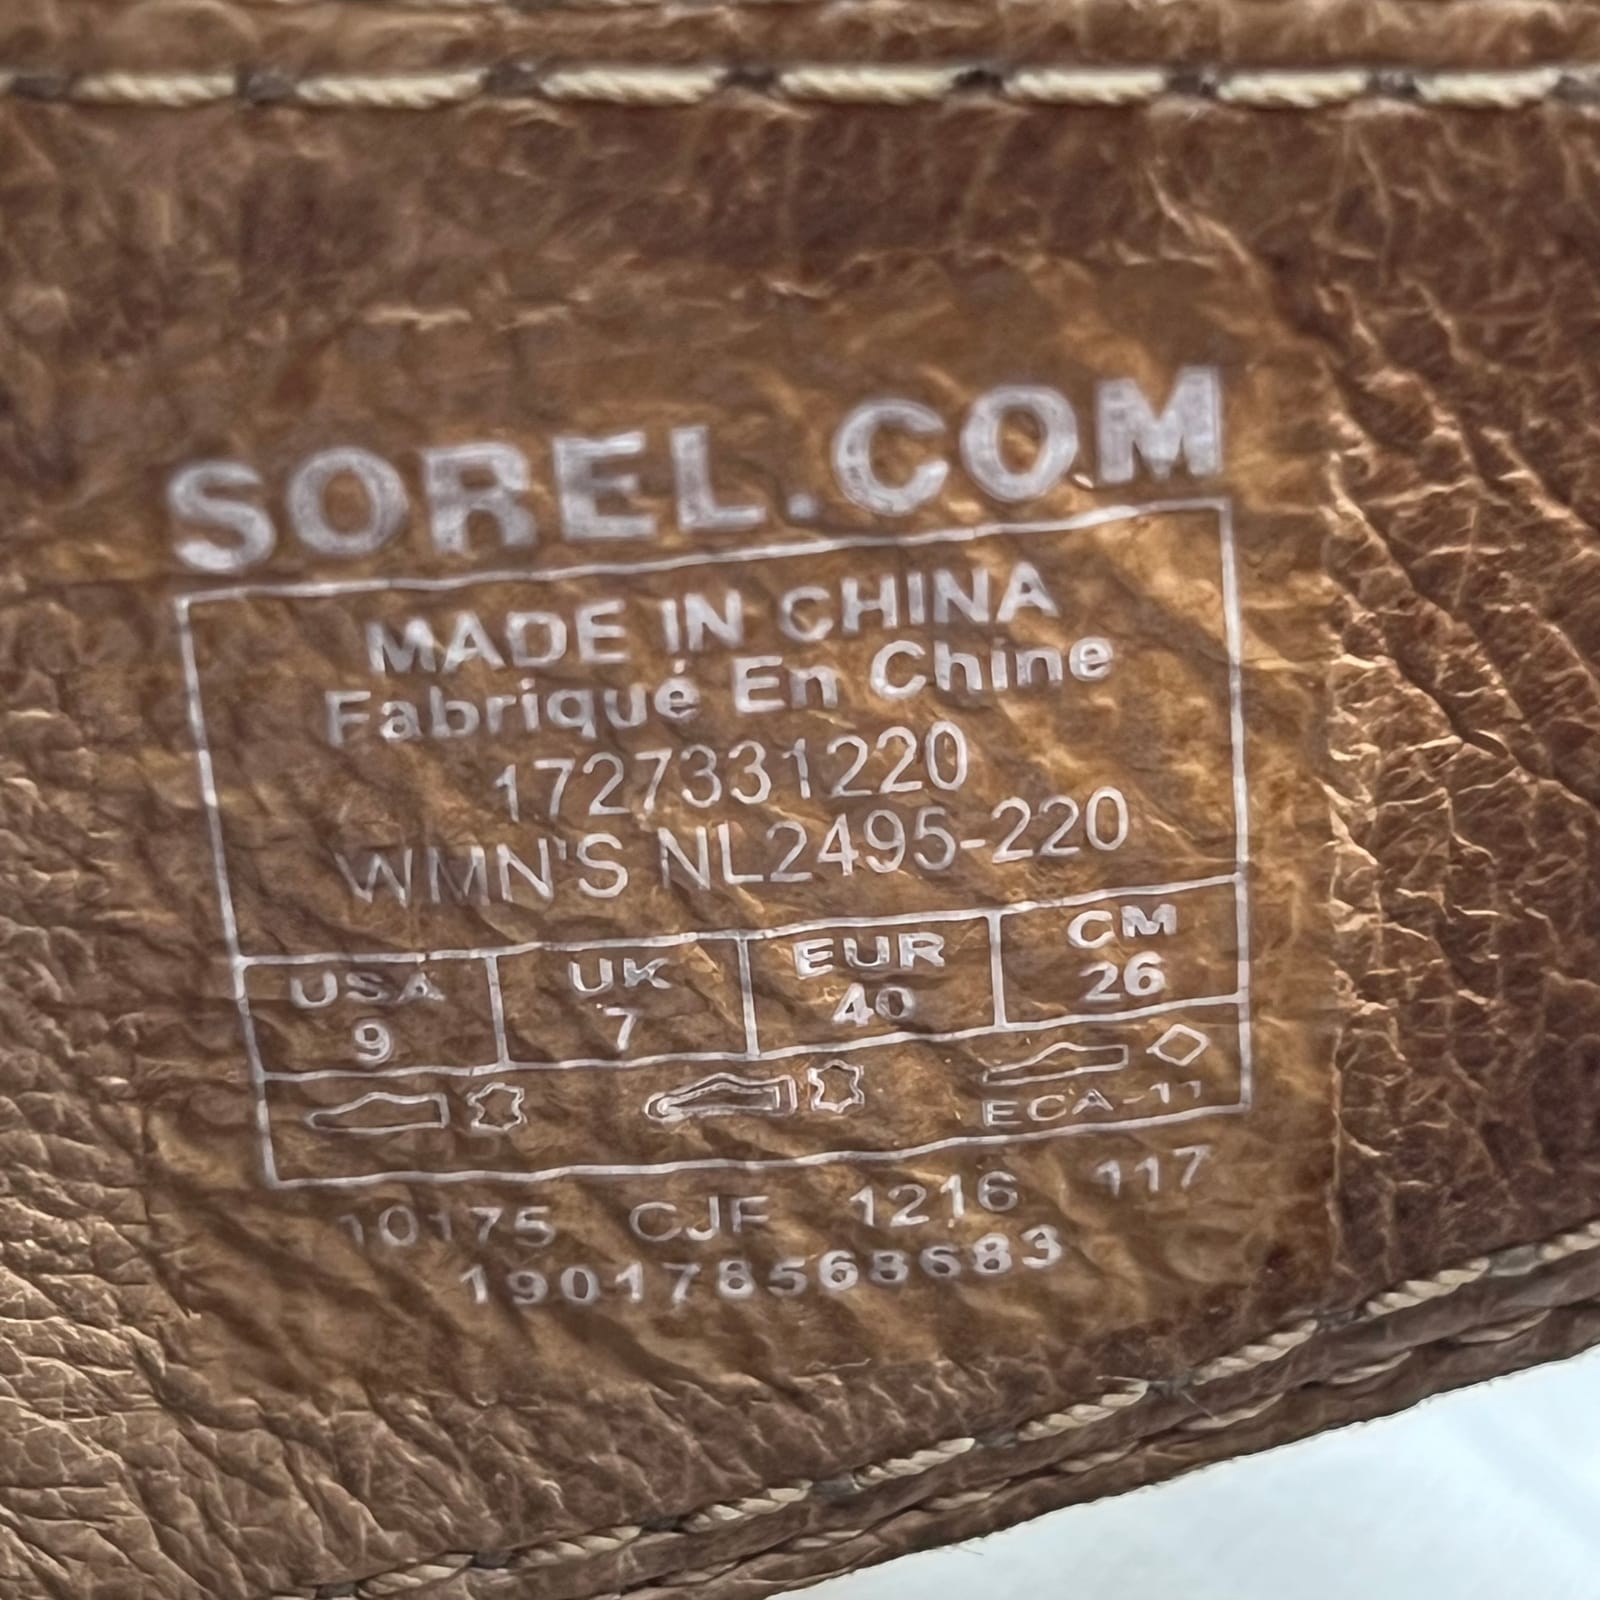 SOREL.COM
MADE IN CHINA
Fabriqué En Chine
1727331220
WMN'S NL2495-220
USA UK EUR CM
9 7 40 26
ECA-11
10175 CJF 1216 117
190178568683